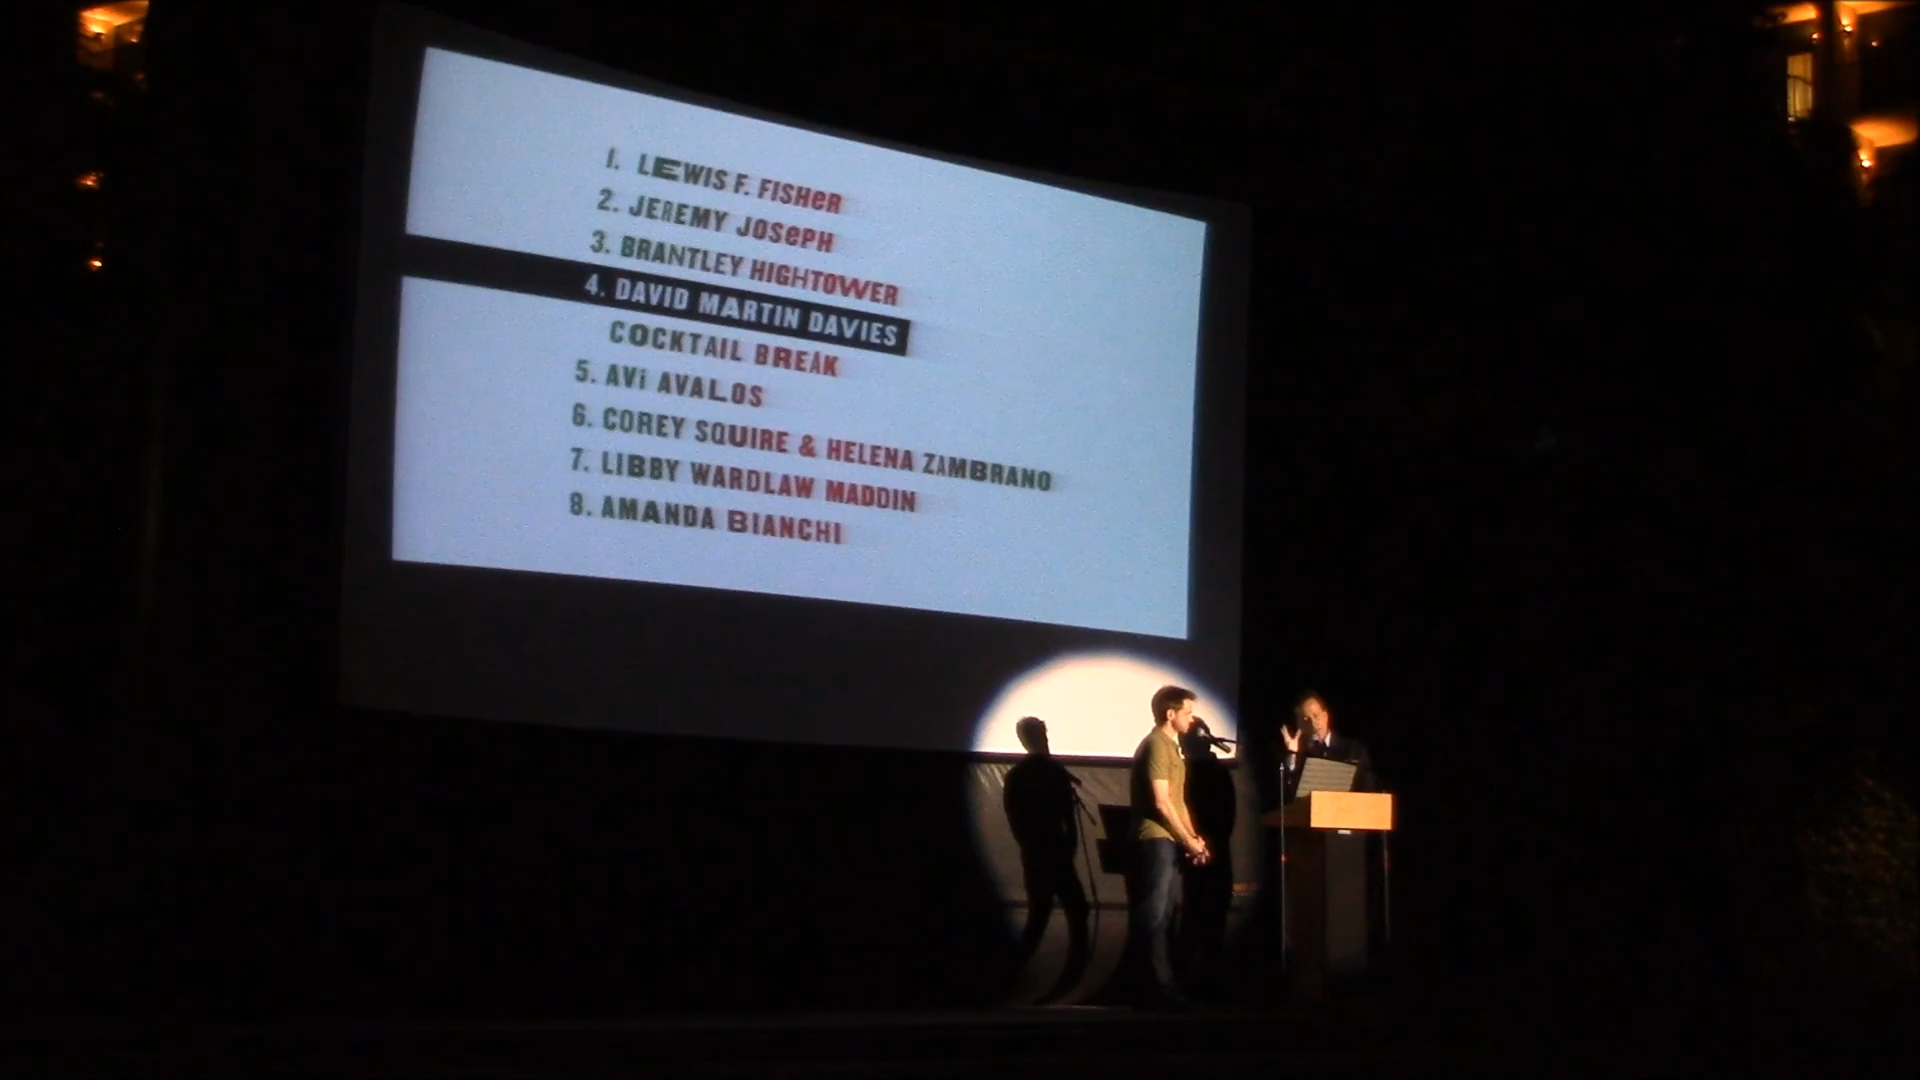 1. LEWIS F. FISHeR
2. JEREMY JOSePH
3. BRANTLEY HIGHTOWER
4. DAVID MARTIN DAVIES
COCKTAIL BREAK
5. AVi AVALOS
6. COREY SQUIRE & HELENA ZAMBRANO
7. LIBBY WARDLAW MADDIN
8. AMANDA BIANCHI